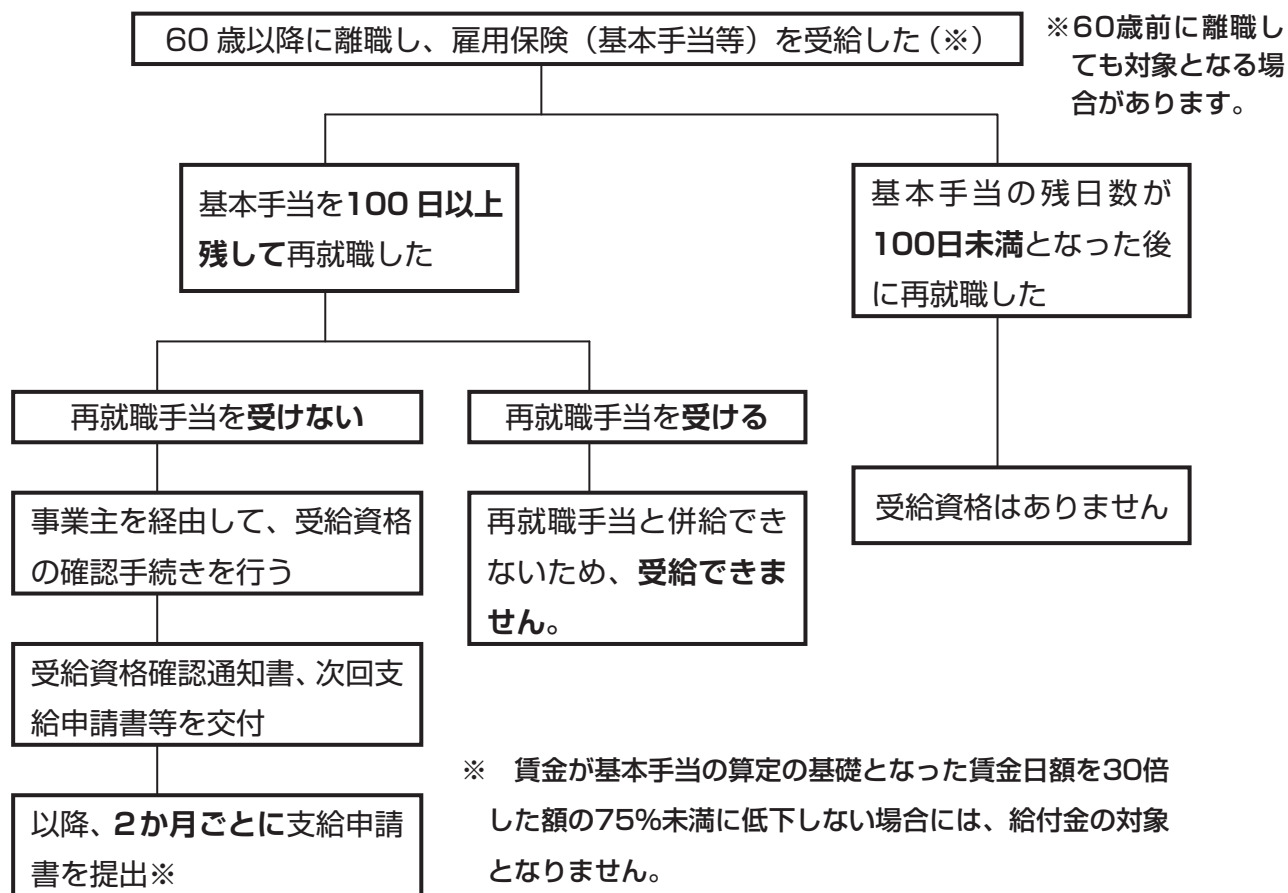 60 歳以降に離職し、雇用保険（基本手当等）を受給した（※）
※60歳前に離職し
ても対象となる場
合があります。
基本手当を100 日以上
残して再就職した
基本手当の残日数が
100日未満となった後
に再就職した
再就職手当を受けない
再就職手当を受ける
受給資格はありません
事業主を経由して、受給資格
の確認手続きを行う
再就職手当と併給でき
ないため、受給できま
せん。
受給資格確認通知書、次回支
給申請書等を交付
以降、2か月ごとに支給申請
書を提出※
※　賃金が基本手当の算定の基礎となった賃金日額を30倍
した額の75%未満に低下しない場合には、給付金の対象
となりません。